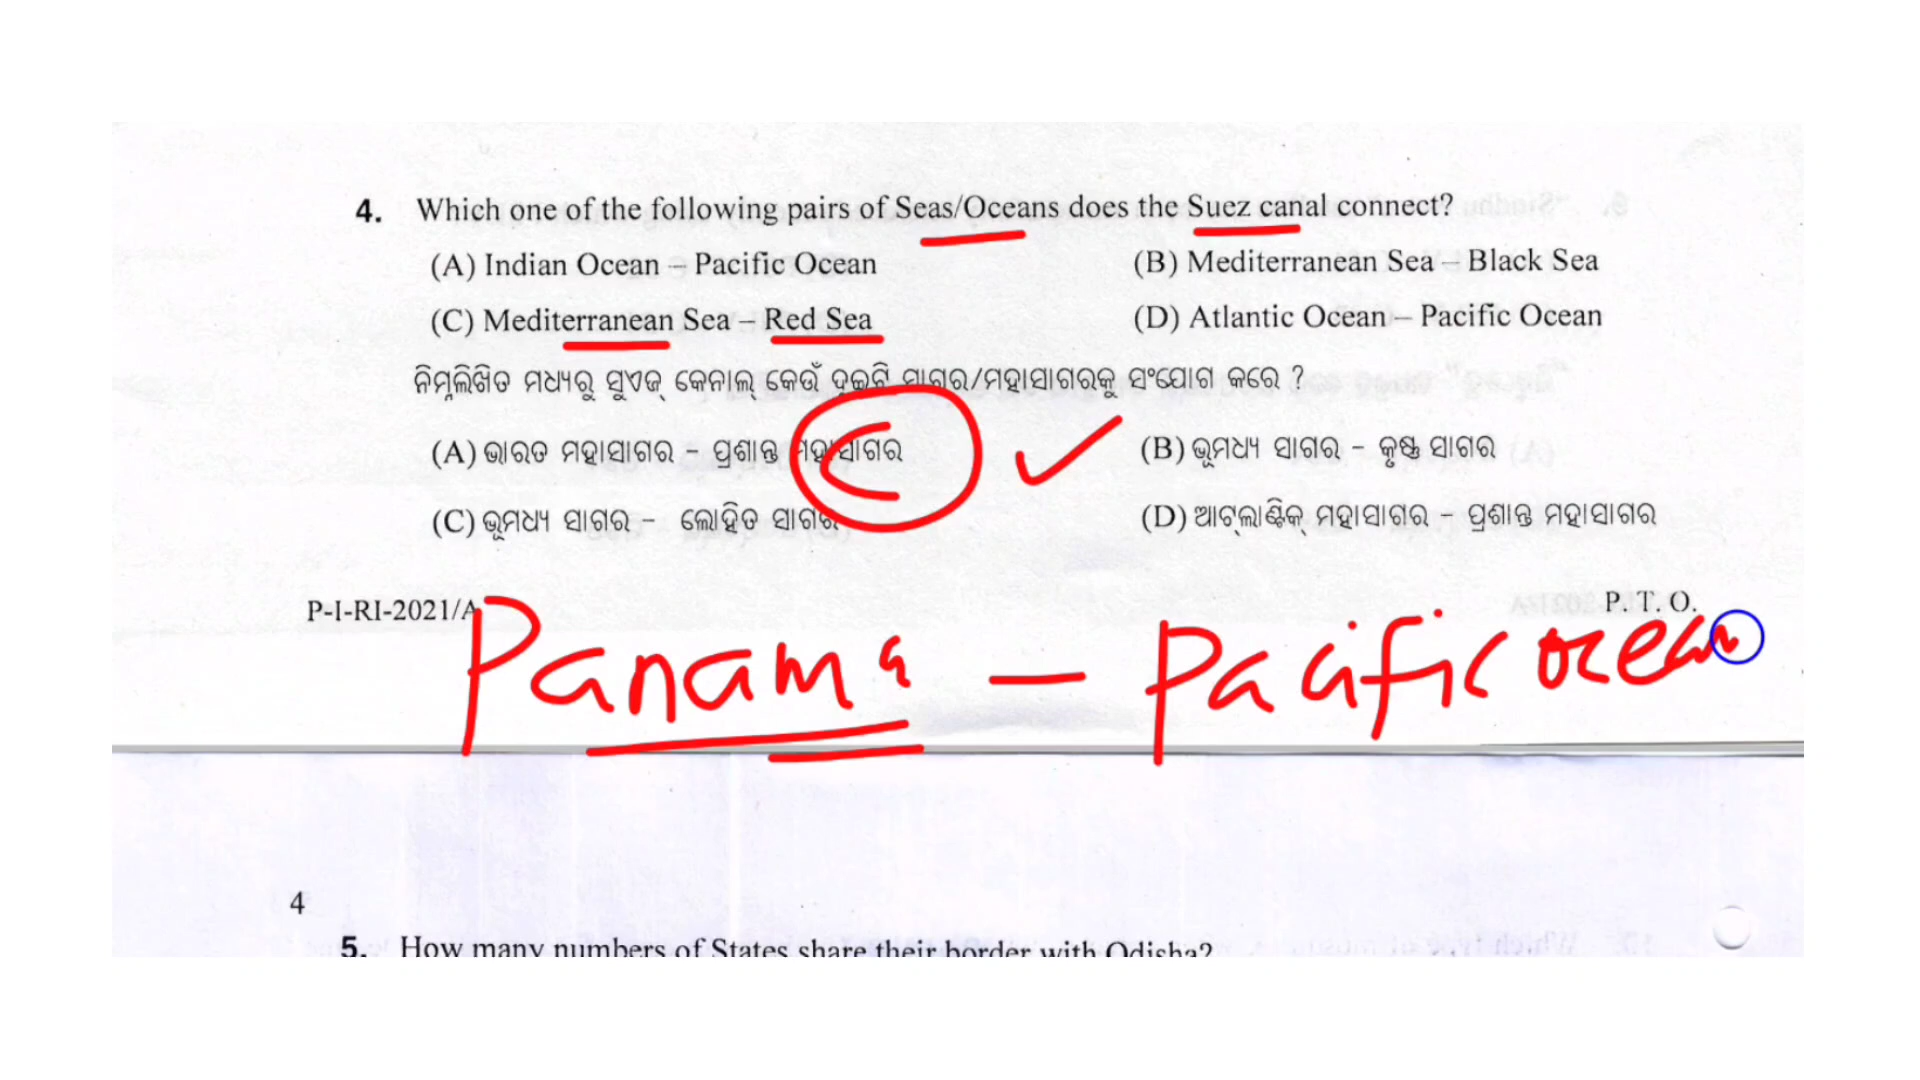 4. Which one of the following pairs of Seas/Oceans does the Suez canal connect?
(A) Indian Ocean – Pacific Ocean (B) Mediterranean Sea – Black Sea
(C) Mediterranean Sea – Red Sea (D) Atlantic Ocean – Pacific Ocean
ନିମ୍ନଲିଖିତ ମଧ୍ୟରୁ ସୁଏଜ୍ କେନାଲ୍ କେଉଁ ଦୁଇଟି ସାଗର/ମହାସାଗରକୁ ସଂଯୋଗ କରେ ?
(A) ଭାରତ ମହାସାଗର – ପ୍ରଶାନ୍ତ ମହାସାଗର (B) ଭୂମଧ୍ୟ ସାଗର – କୃଷ୍ଣ ସାଗର
C
(C) ଭୂମଧ୍ୟ ସାଗର – ଲୋହିତ ସାଗର (D) ଆଟ୍‌ଲାଣ୍ଟିକ୍ ମହାସାଗର – ପ୍ରଶାନ୍ତ ମହାସାଗର
P-I-RI-2021/A P. T. O.
Panama — Pacific ocean
4
5. How many numbers of States share their border with Odisha?